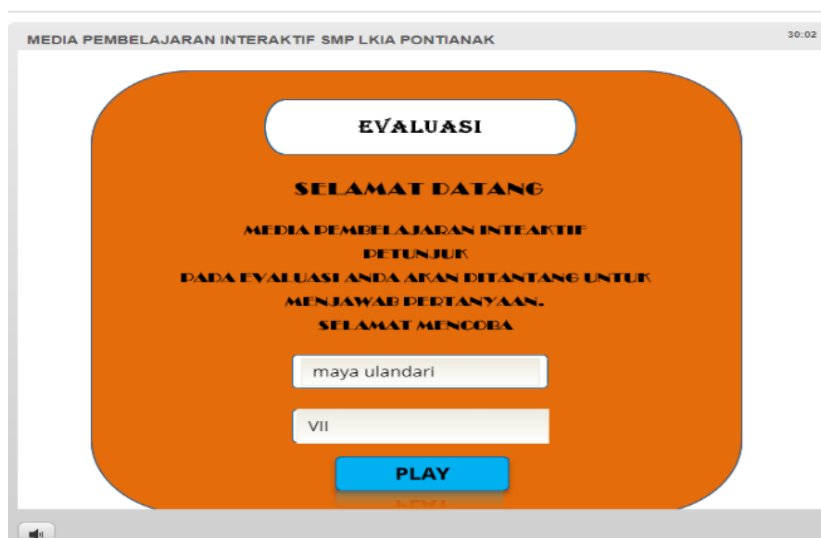 MEDIA PEMBELAJARAN INTERAKTIF SMP LKIA PONTIANAK
30:02
EVALUASI
SELAMAT DATANG
MEDIA PEMBELAJARAN INTEAKTIF
PETUNJUK
PADA EVALUASI ANDA AKAN DITANTANG UNTUK
MENJAWAB PERTANYAAN.
SELAMAT MENCOBA
maya ulandari
VII
PLAY